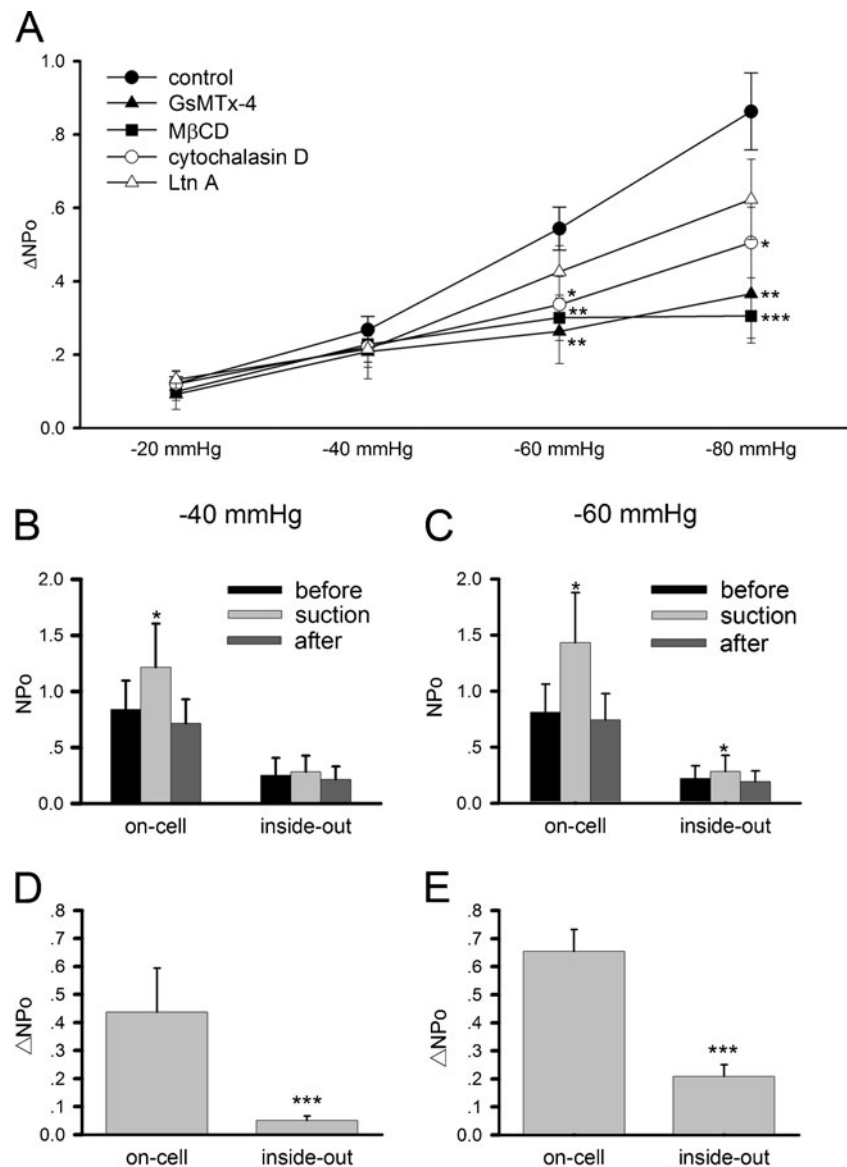 A
1.0
.8
.6
.4
.2
0.0
ΔNPo
control
GsMTx-4
MβCD
cytochalasin D
Ltn A
*
**
**
*
**
***
-20 mmHg
-40 mmHg
-60 mmHg
-80 mmHg
B
-40 mmHg
2.0
1.5
1.0
.5
0.0
NPo
before
suction
after
*
on-cell
inside-out
C
-60 mmHg
2.0
1.5
1.0
.5
0.0
NPo
before
suction
after
*
*
on-cell
inside-out
D
.8
.7
.6
.5
.4
.3
.2
.1
0.0
△NPo
***
on-cell
inside-out
E
.8
.7
.6
.5
.4
.3
.2
.1
0.0
△NPo
***
on-cell
inside-out